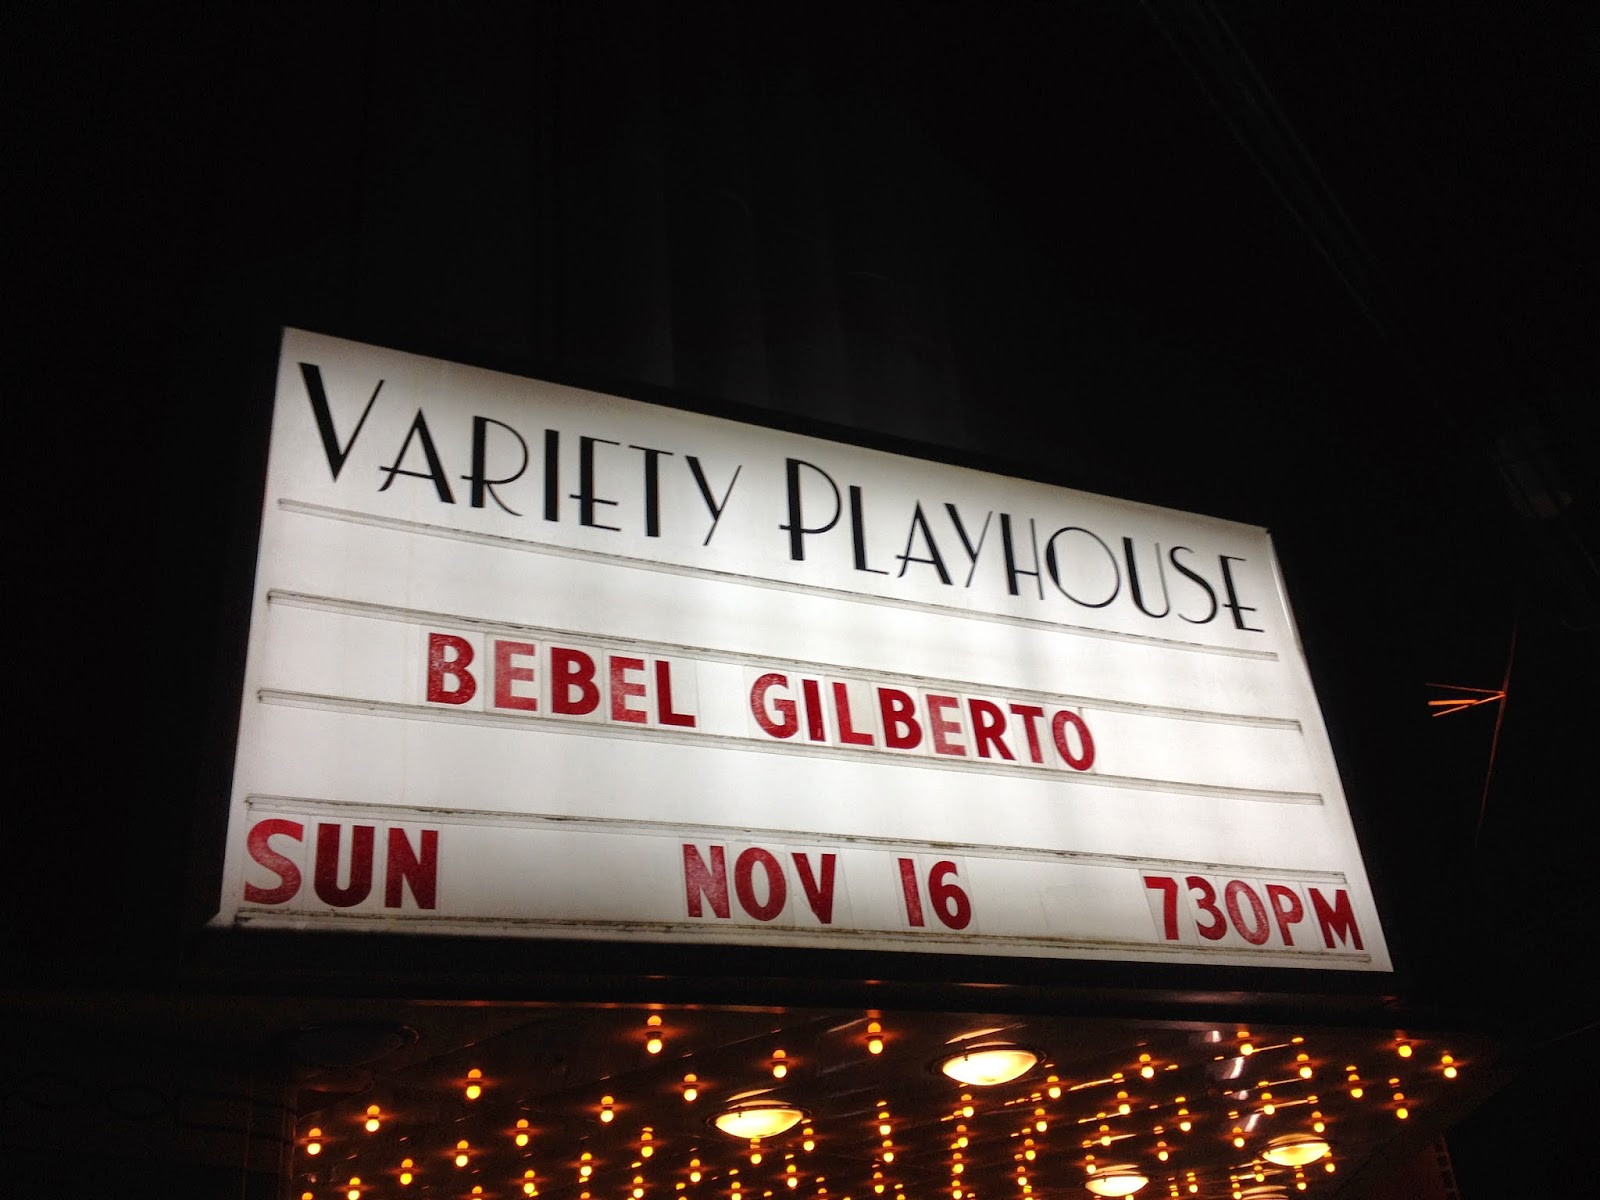 VARIETY PLAYHOUSE
BEBEL GILBERTO
SUN NOV 16 730PM